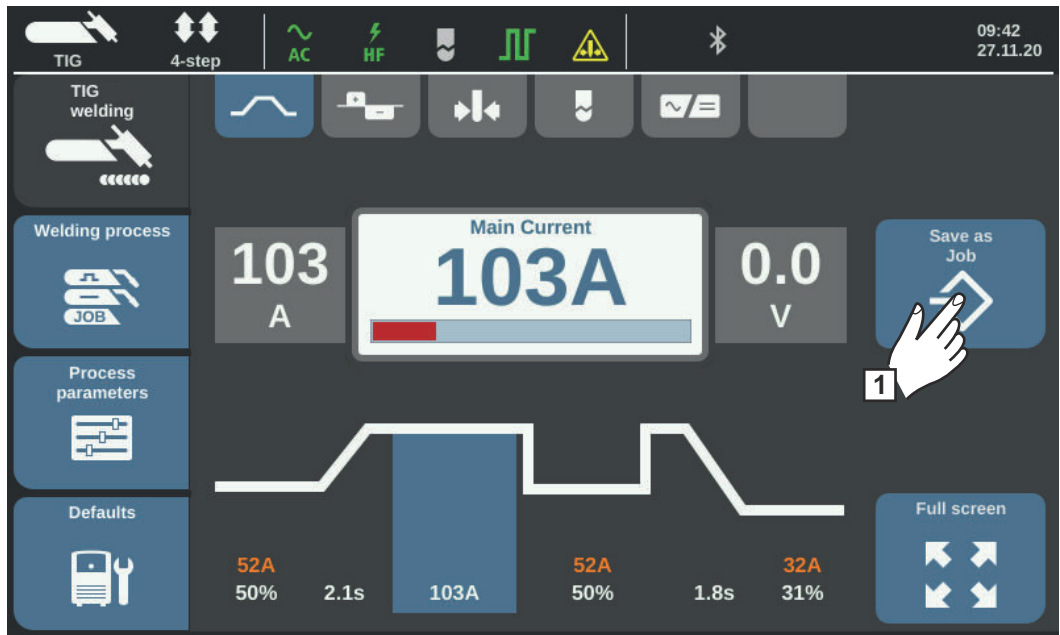 TIG
4-step
AC
HF
09:42
27.11.20
TIG
welding
Welding process
JOB
Process
parameters
Defaults
103
A
Main Current
103A
0.0
V
Save as
Job
1
52A
50%
2.1s
103A
52A
50%
1.8s
32A
31%
Full screen